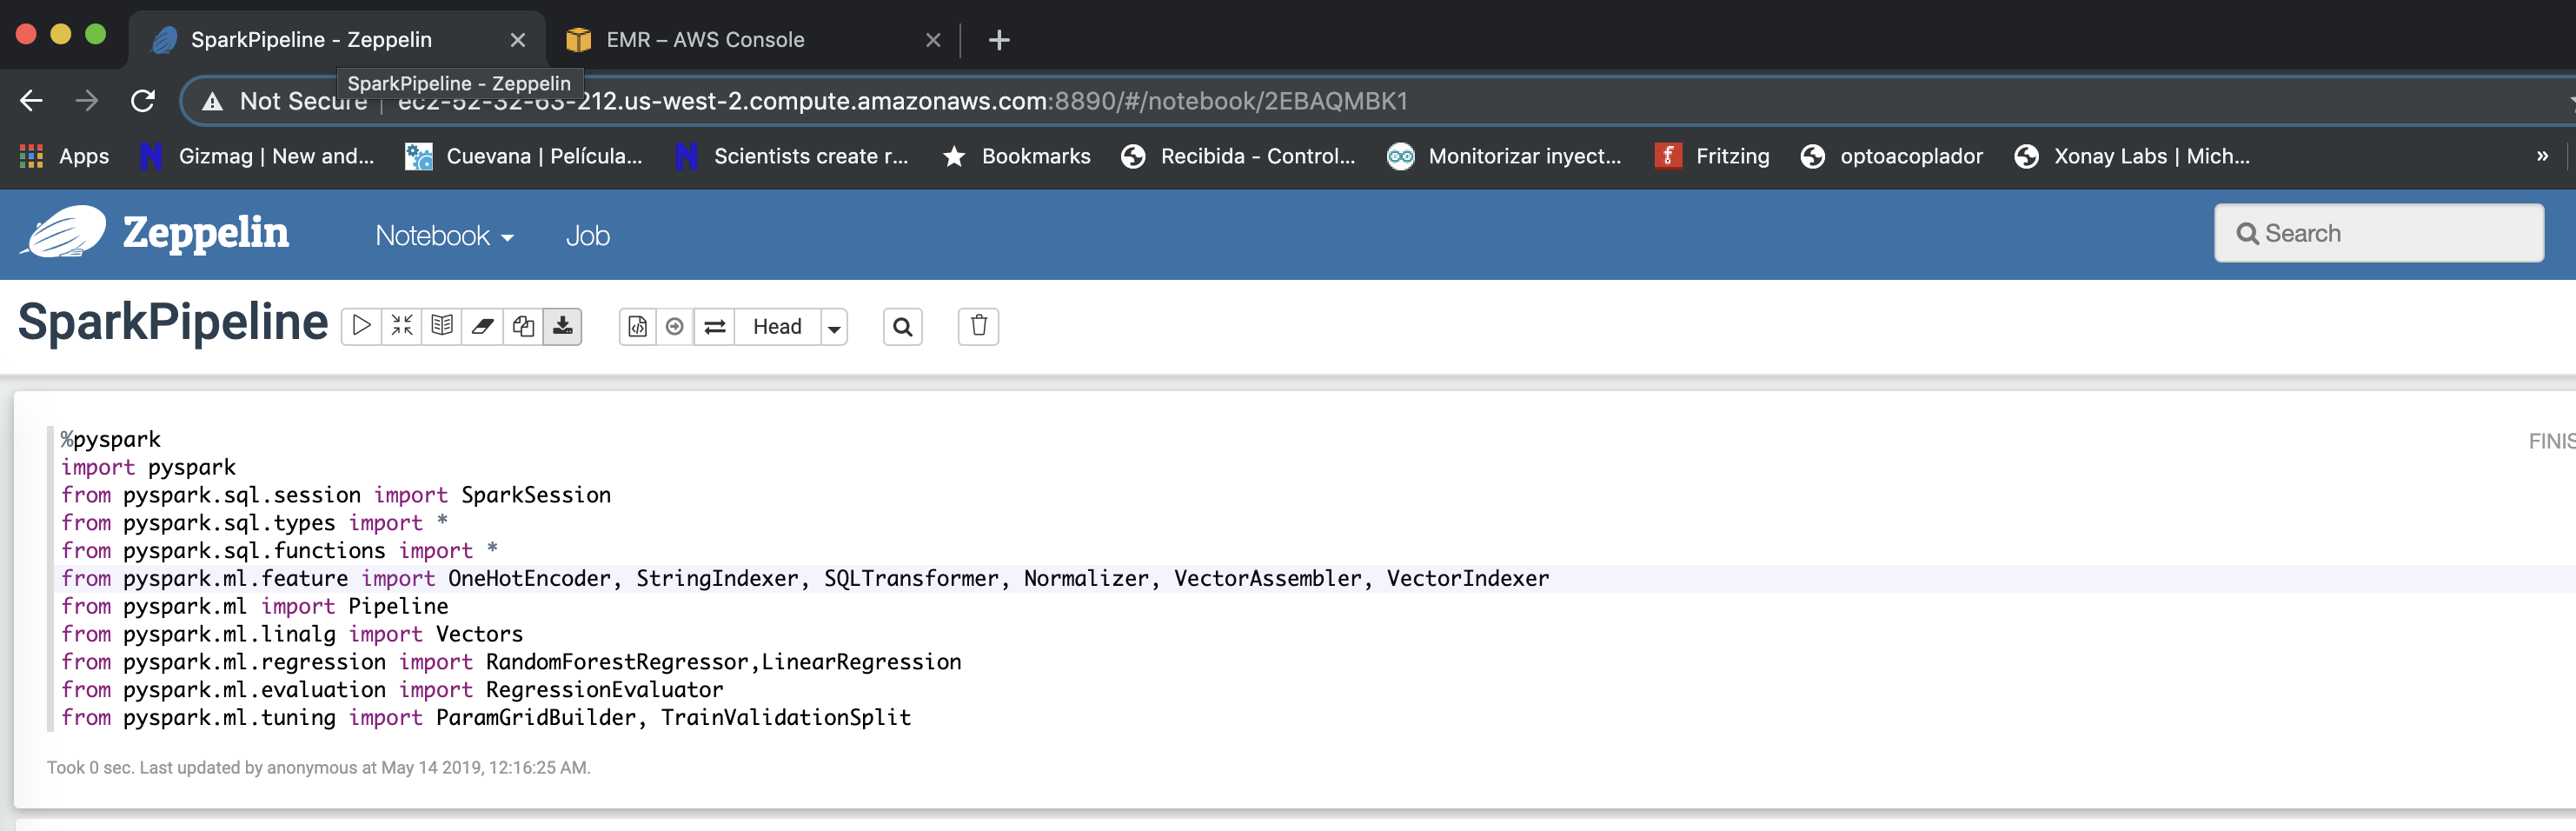 SparkPipeline - Zeppelin
EMR – AWS Console
SparkPipeline - Zeppelin
Not Secure ec2-52-32-63-212.us-west-2.compute.amazonaws.com:8890/#/notebook/2EBAQMBK1
Apps Gizmag | New and... Cuevana | Película... Scientists create r... Bookmarks Recibida - Control... Monitorizar inyect... Fritzing optoacoplador Xonay Labs | Mich... »
Zeppelin Notebook Job Search
SparkPipeline Head
%pyspark
FINIS
import pyspark
from pyspark.sql.session import SparkSession
from pyspark.sql.types import *
from pyspark.sql.functions import *
from pyspark.ml.feature import OneHotEncoder, StringIndexer, SQLTransformer, Normalizer, VectorAssembler, VectorIndexer
from pyspark.ml import Pipeline
from pyspark.ml.linalg import Vectors
from pyspark.ml.regression import RandomForestRegressor,LinearRegression
from pyspark.ml.evaluation import RegressionEvaluator
from pyspark.ml.tuning import ParamGridBuilder, TrainValidationSplit
Took 0 sec. Last updated by anonymous at May 14 2019, 12:16:25 AM.